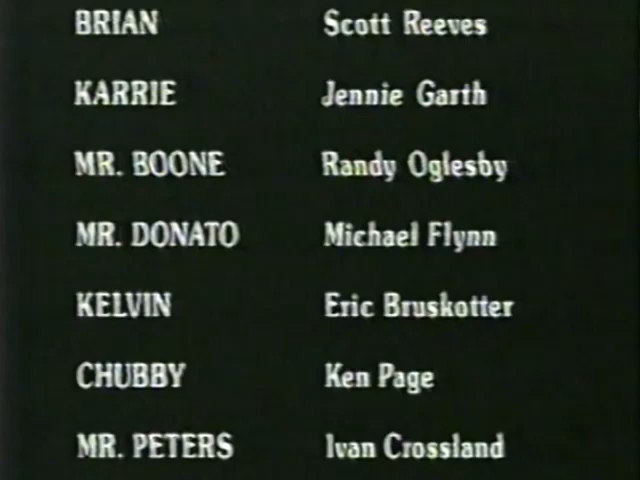 BRIAN Scott Reeves
KARRIE Jennie Garth
MR. BOONE Randy Oglesby
MR. DONATO Michael Flynn
KELVIN Eric Bruskotter
CHUBBY Ken Page
MR. PETERS Ivan Crossland